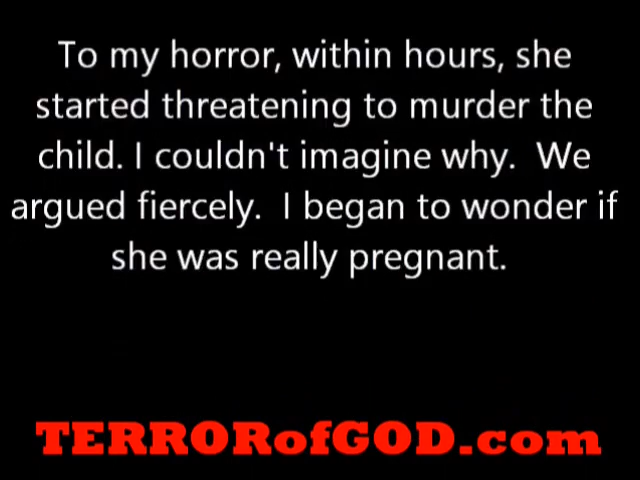 To my horror, within hours, she
started threatening to murder the
child. I couldn't imagine why.  We
argued fiercely.  I began to wonder if
she was really pregnant.
TERRORofGOD.com